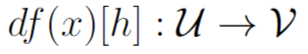 df(x)[h] : 𝒰 → 𝒱